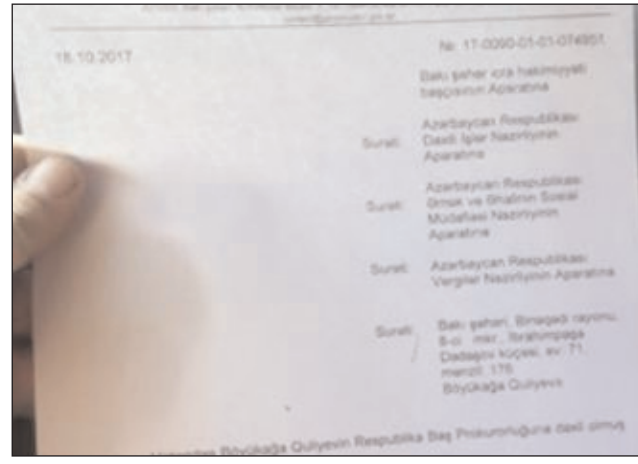 18.10.2017
Nr: 17-0090-01-01-07495/1
Bakı şəhər icra hakimiyyəti
başçısının Aparatına
Surəti: Azərbaycan Respublikası
Daxili İşlər Nazirliyinin
Aparatına
Surəti: Azərbaycan Respublikası
Əmək və Əhalinin Sosial
Müdafiəsi Nazirliyinin
Aparatına
Surəti: Azərbaycan Respublikası
Vergilər Nazirliyinin Aparatına
Surəti: Bakı şəhəri, Binəqədi rayonu,
8-ci mkr., İbrahimpaşa
Dadaşov küçəsi, ev: 71,
mənzil: 176
Böyükağa Quliyevə
Böyükağa Quliyevin Respublika Baş Prokurorluğuna daxil olmuş